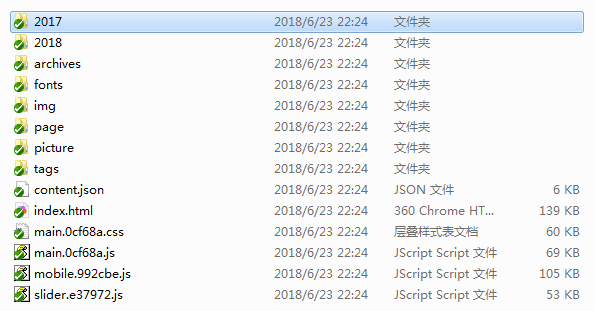 2017 2018/6/23 22:24 文件夹
2018 2018/6/23 22:24 文件夹
archives 2018/6/23 22:24 文件夹
fonts 2018/6/23 22:24 文件夹
img 2018/6/23 22:24 文件夹
page 2018/6/23 22:24 文件夹
picture 2018/6/23 22:24 文件夹
tags 2018/6/23 22:24 文件夹
content.json 2018/6/23 22:24 JSON 文件 6 KB
index.html 2018/6/23 22:24 360 Chrome HT... 139 KB
main.0cf68a.css 2018/6/23 22:24 层叠样式表文档 60 KB
main.0cf68a.js 2018/6/23 22:24 JScript Script 文件 69 KB
mobile.992cbe.js 2018/6/23 22:24 JScript Script 文件 105 KB
slider.e37972.js 2018/6/23 22:24 JScript Script 文件 53 KB